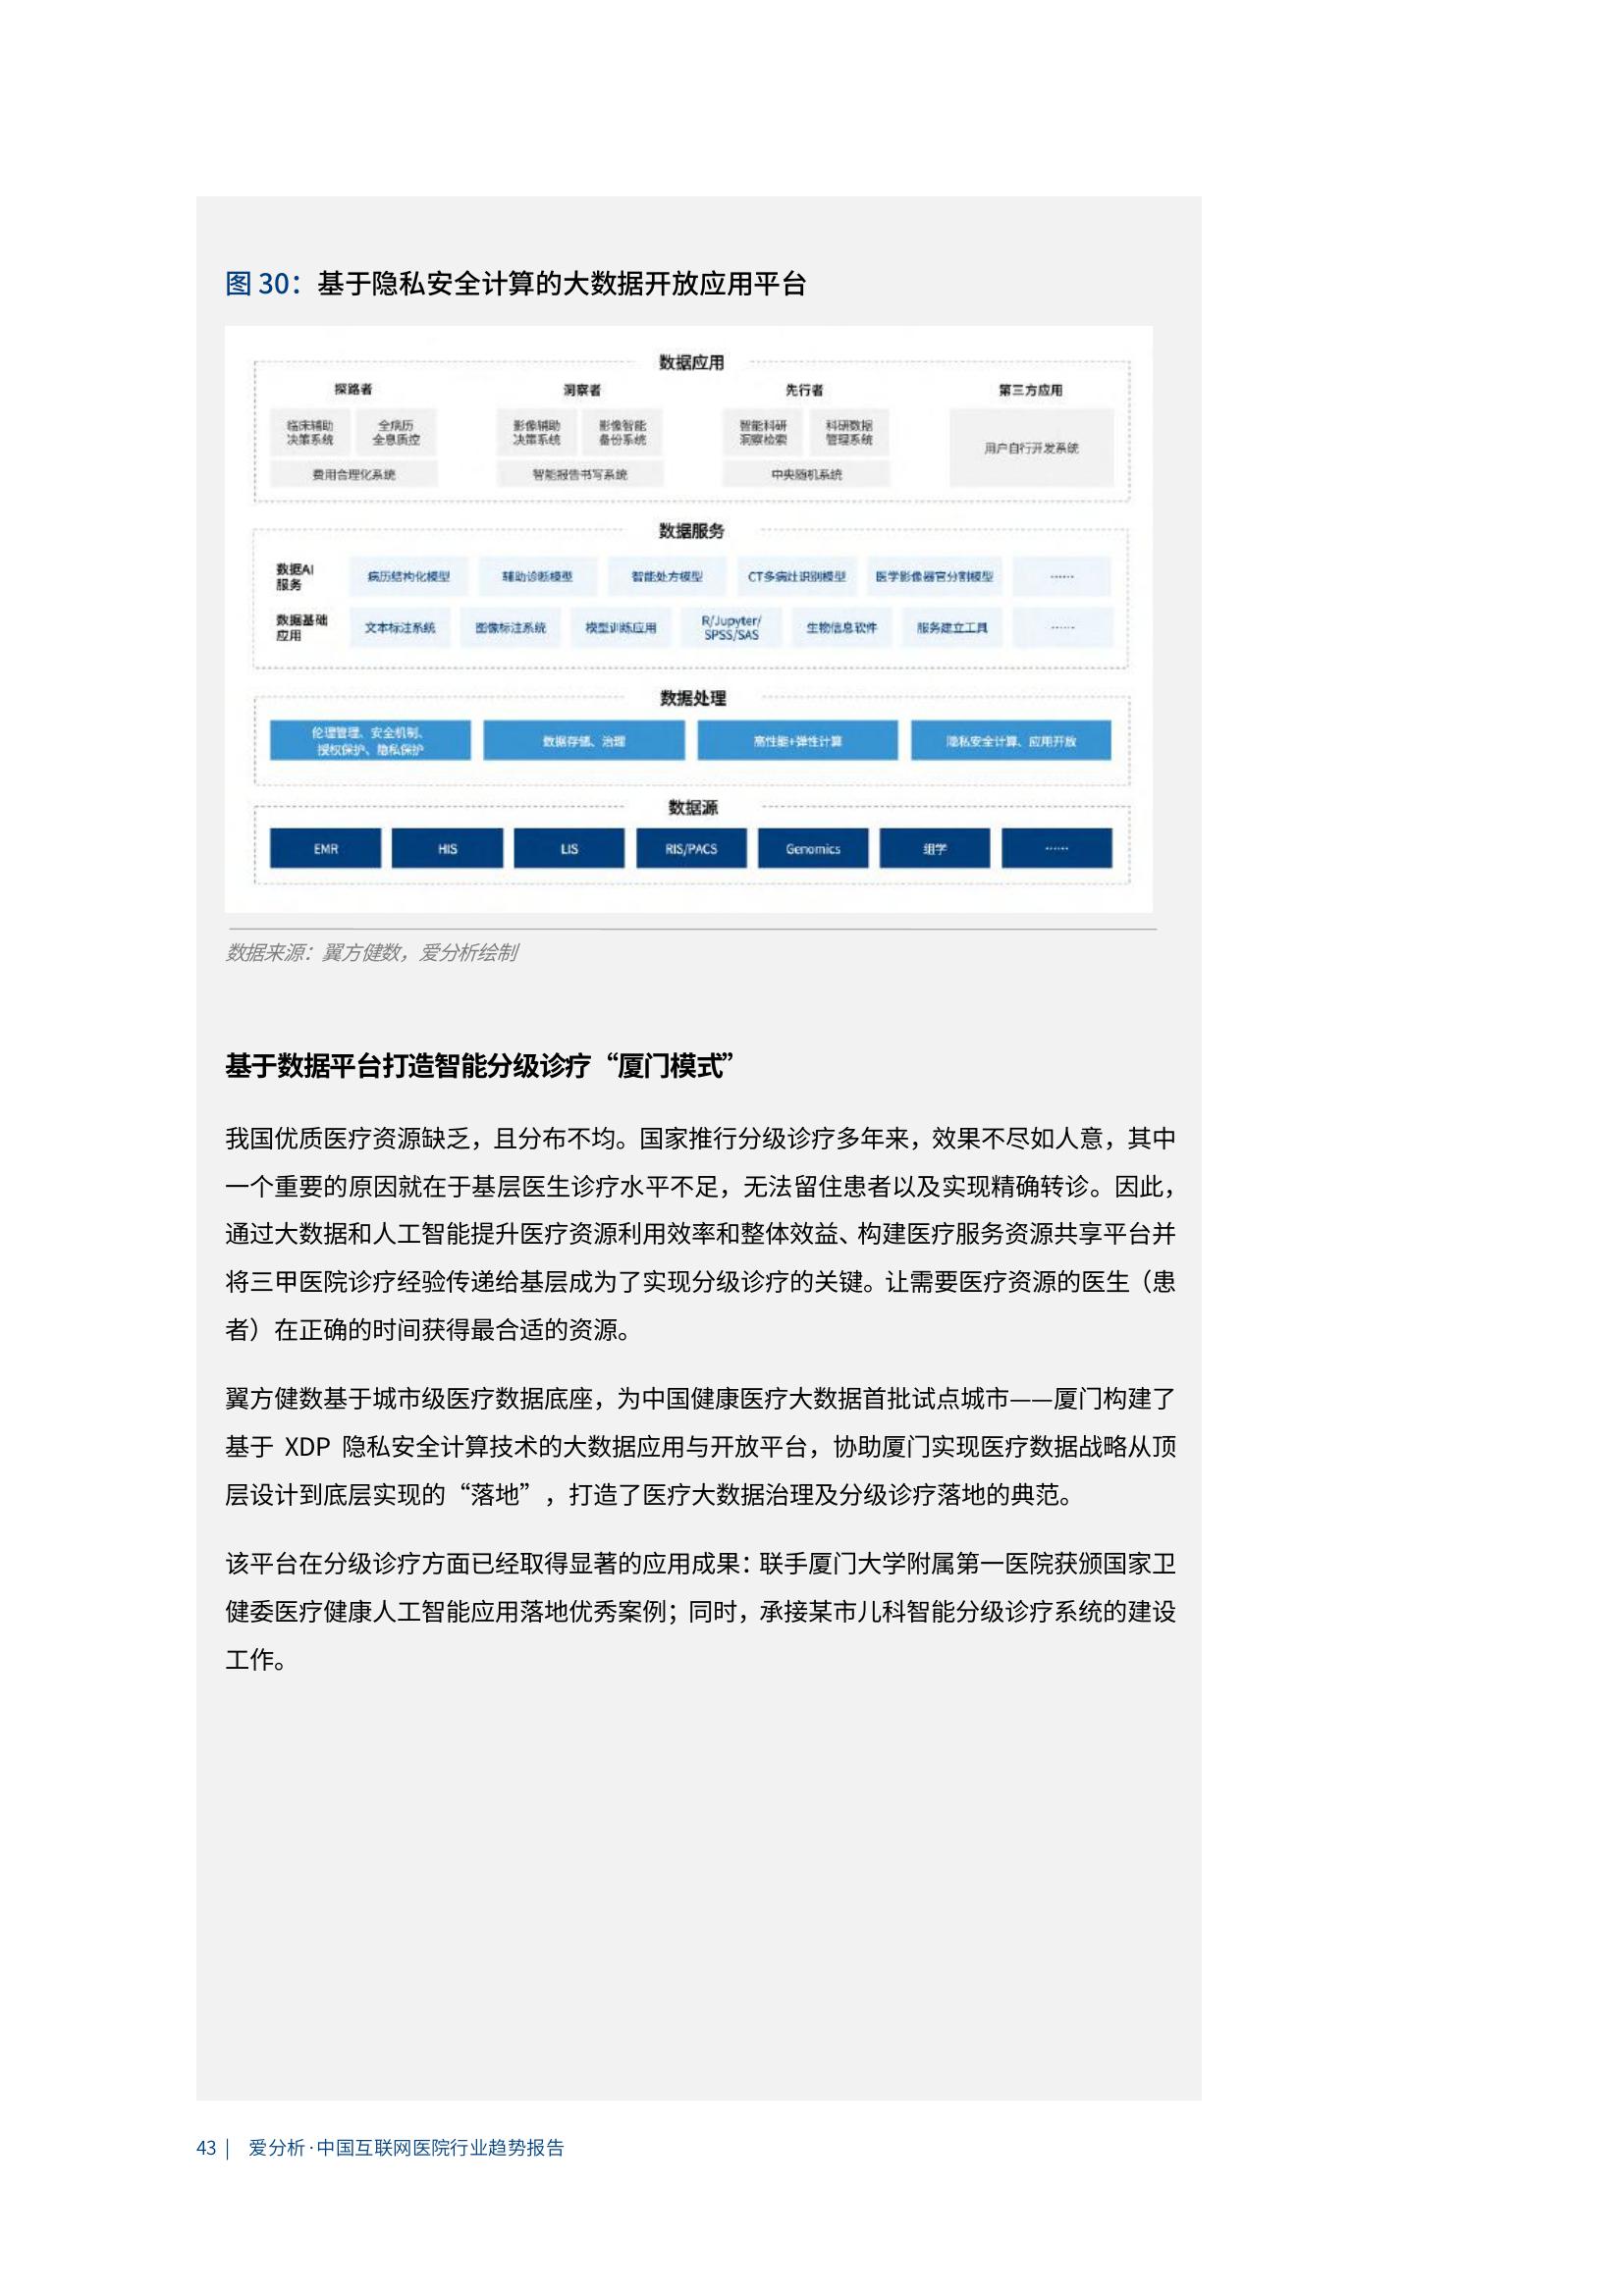 图 30：基于隐私安全计算的大数据开放应用平台
数据应用
探路者
洞察者
先行者
第三方应用
临床辅助
决策系统
全病历
全息质控
费用合理化系统
影像辅助
决策系统
影像智能
备份系统
智能报告书写系统
智能科研
洞察检索
科研数据
管理系统
中央随机系统
用户自行开发系统
数据服务
数据AI
服务
病历结构化模型
辅助诊断模型
智能处方模型
CT多病灶识别模型
医学影像器官分割模型
……
数据基础
应用
文本标注系统
图像标注系统
模型训练应用
R/Jupyter/
SPSS/SAS
生物信息软件
服务建立工具
……
数据处理
伦理管理、安全机制、
授权保护、隐私保护
数据存储、治理
高性能+弹性计算
隐私安全计算、应用开放
数据源
EMR
HIS
LIS
RIS/PACS
Genomics
组学
……
数据来源：翼方健数，爱分析绘制
基于数据平台打造智能分级诊疗“厦门模式”
我国优质医疗资源缺乏，且分布不均。国家推行分级诊疗多年来，效果不尽如人意，其中
一个重要的原因就在于基层医生诊疗水平不足，无法留住患者以及实现精确转诊。因此，
通过大数据和人工智能提升医疗资源利用效率和整体效益、构建医疗服务资源共享平台并
将三甲医院诊疗经验传递给基层成为了实现分级诊疗的关键。让需要医疗资源的医生（患
者）在正确的时间获得最合适的资源。
翼方健数基于城市级医疗数据底座，为中国健康医疗大数据首批试点城市——厦门构建了
基于 XDP 隐私安全计算技术的大数据应用与开放平台，协助厦门实现医疗数据战略从顶
层设计到底层实现的“落地”，打造了医疗大数据治理及分级诊疗落地的典范。
该平台在分级诊疗方面已经取得显著的应用成果：联手厦门大学附属第一医院获颁国家卫
健委医疗健康人工智能应用落地优秀案例；同时，承接某市儿科智能分级诊疗系统的建设
工作。
43 | 爱分析·中国互联网医院行业趋势报告